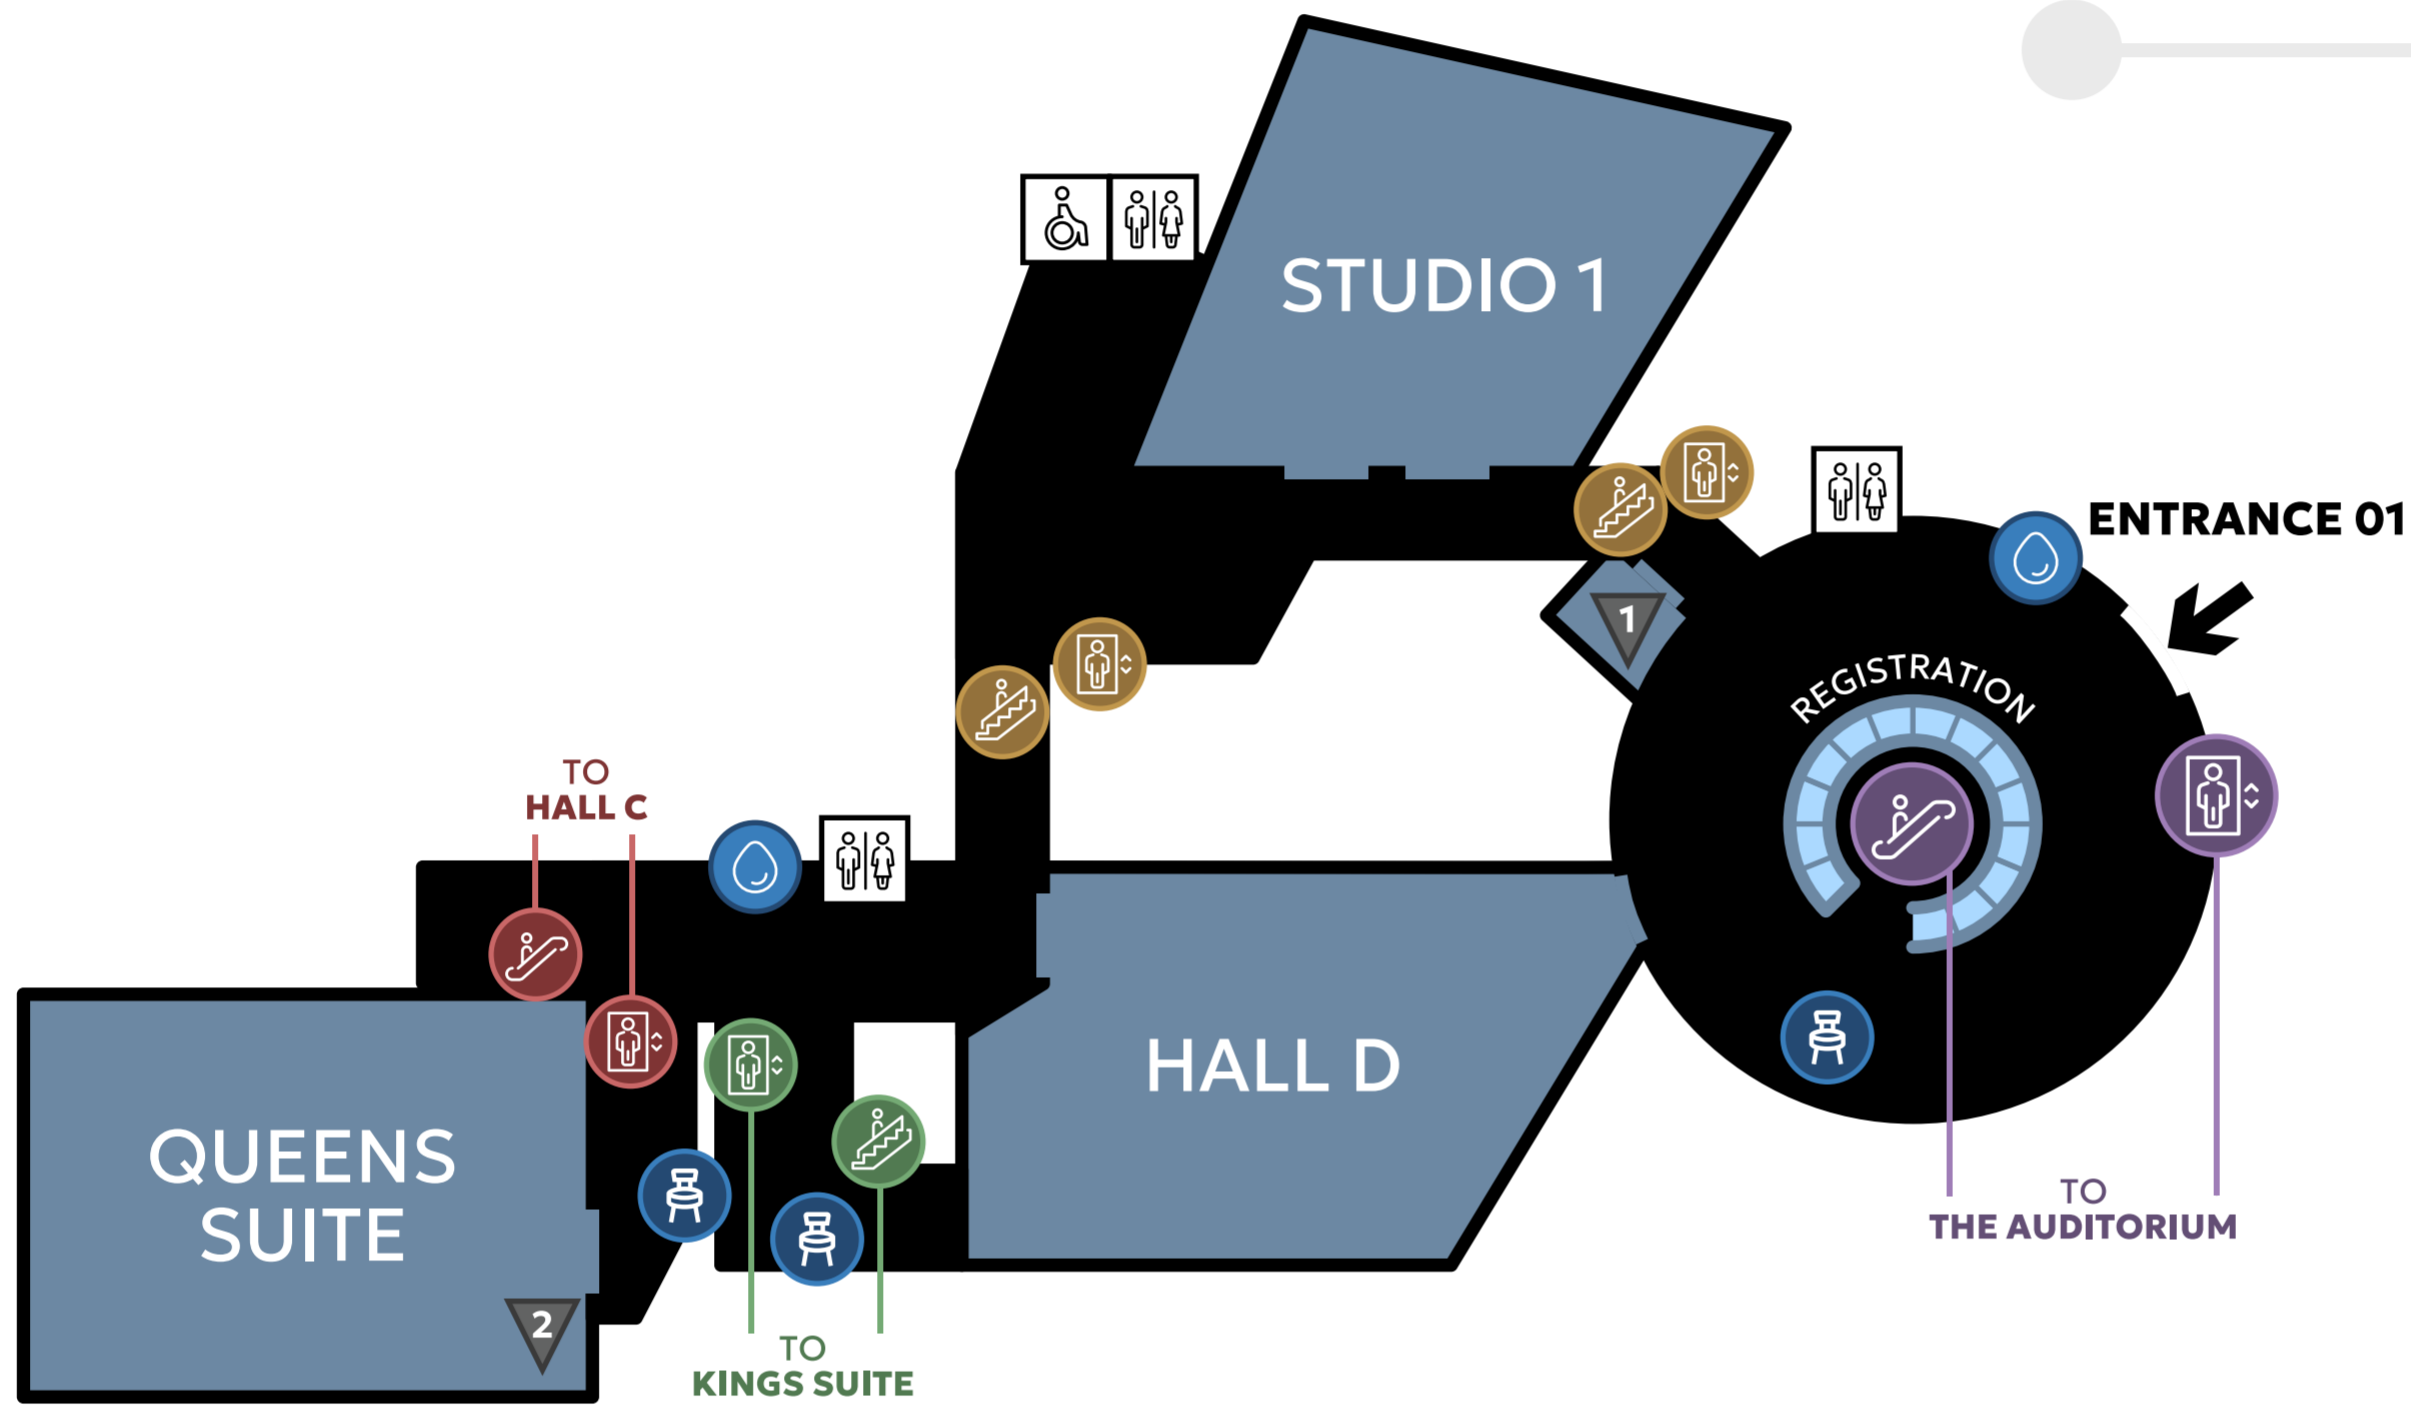 STUDIO 1
ENTRANCE 01
1
REGISTRATION
TO
HALL C
HALL D
QUEENS
SUITE
TO
THE AUDITORIUM
2
TO
KINGS SUITE